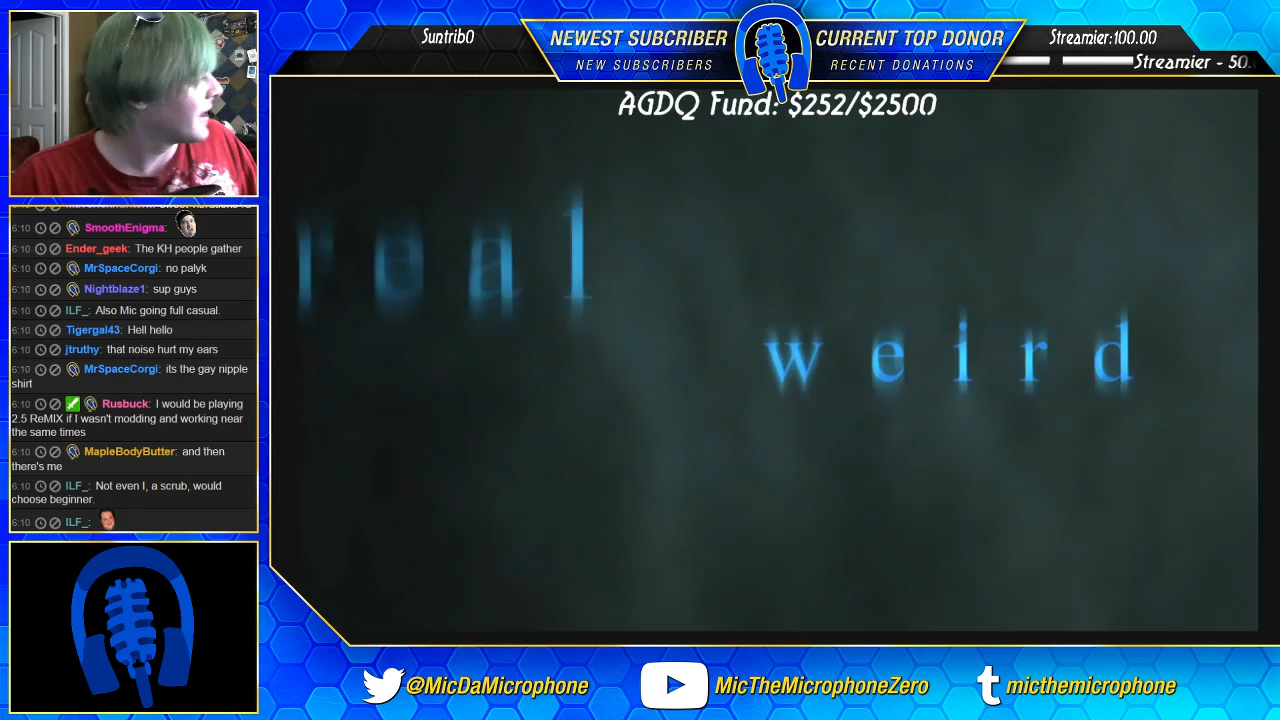 Suntrib0
NEWEST SUBCRIBER
NEW SUBSCRIBERS
CURRENT TOP DONOR
RECENT DONATIONS
Streamier:100.00
Streamier - 50.
AGDQ Fund: $252/$2500
real
weird
6:10 SmoothEnigma:
6:10 Ender_geek: The KH people gather
6:10 MrSpaceCorgi: no palyk
6:10 Nightblaze1: sup guys
6:10 ILF_: Also Mic going full casual.
6:10 Tigergal43: Hell hello
6:10 jtruthy: that noise hurt my ears
6:10 MrSpaceCorgi: its the gay nipple
shirt
6:10 Rusbuck: I would be playing
2.5 ReMIX if I wasn't modding and working near
the same times
6:10 MapleBodyButter: and then
there's me
6:10 ILF_: Not even I, a scrub, would
choose beginner.
6:10 ILF_:
@MicDaMicrophone
MicTheMicrophoneZero
micthemicrophone